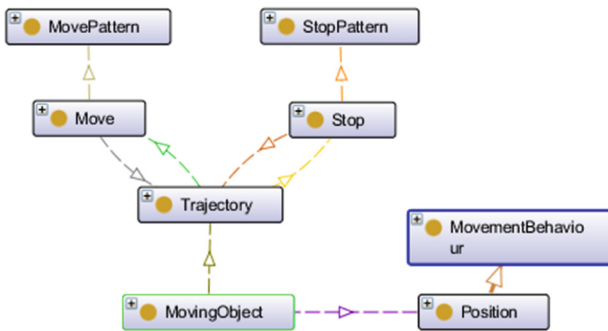 MovePattern
StopPattern
Move
Stop
Trajectory
MovementBehavio
ur
MovingObject
Position